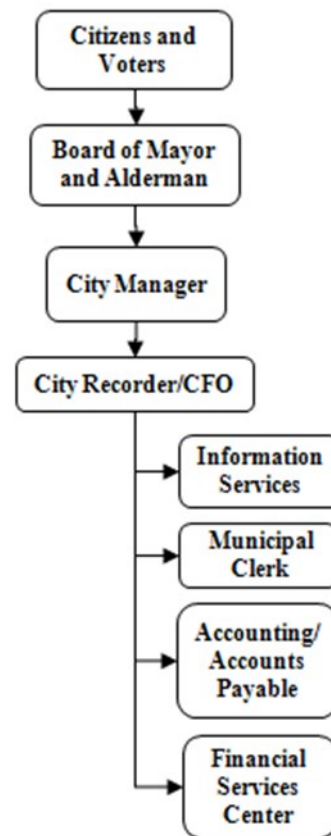 Citizens and
Voters
Board of Mayor
and Alderman
City Manager
City Recorder/CFO
Information
Services
Municipal
Clerk
Accounting/
Accounts
Payable
Financial
Services
Center